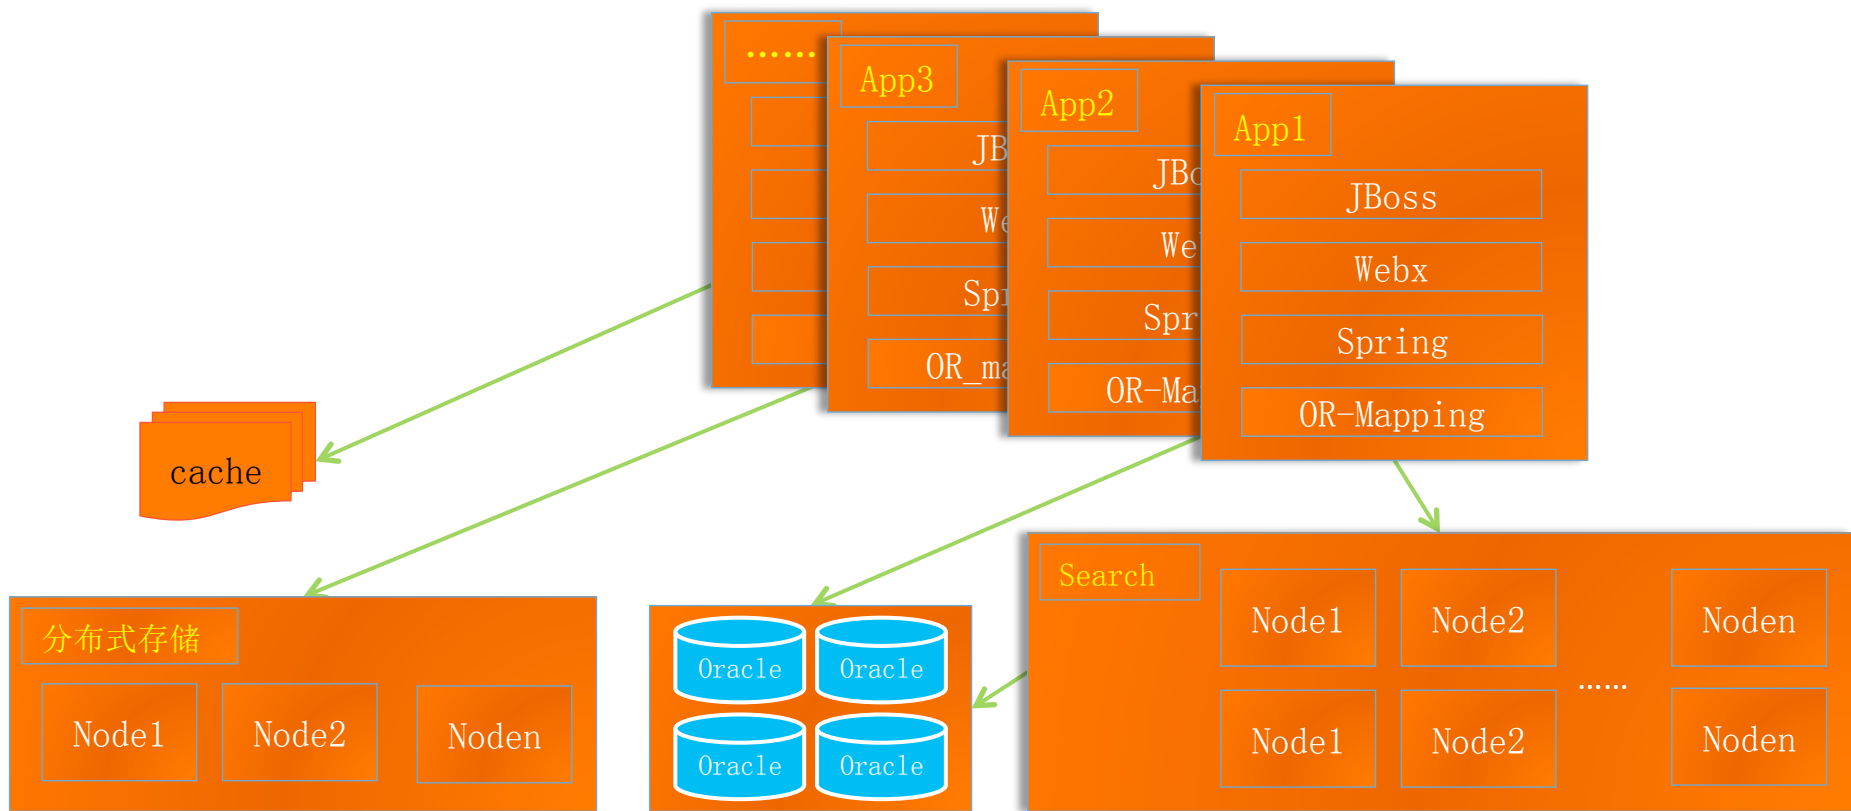 ……
App3
JB
We
Spr
OR_ma
App2
JBo
We
Spr
OR-Ma
App1
JBoss
Webx
Spring
OR-Mapping
cache
分布式存储
Node1
Node2
Noden
Oracle
Oracle
Oracle
Oracle
Search
Node1
Node2
Noden
……
Node1
Node2
Noden